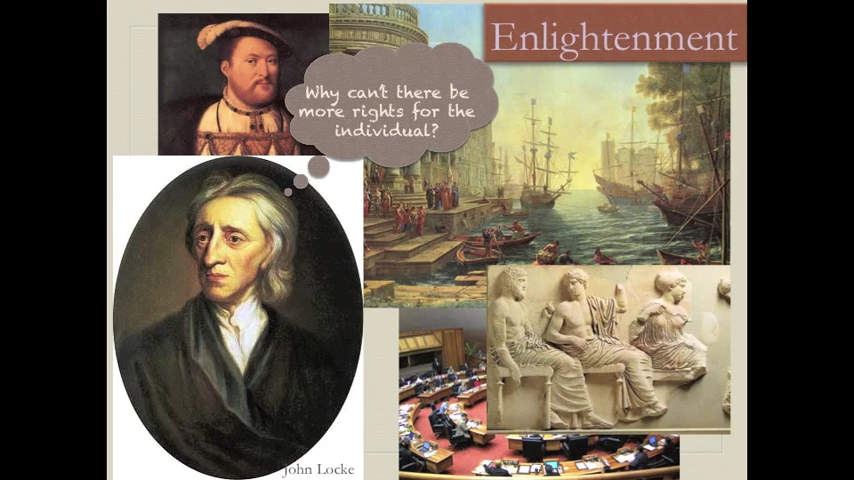 Enlightenment
Why can't there be
more rights for the
individual?
John Locke